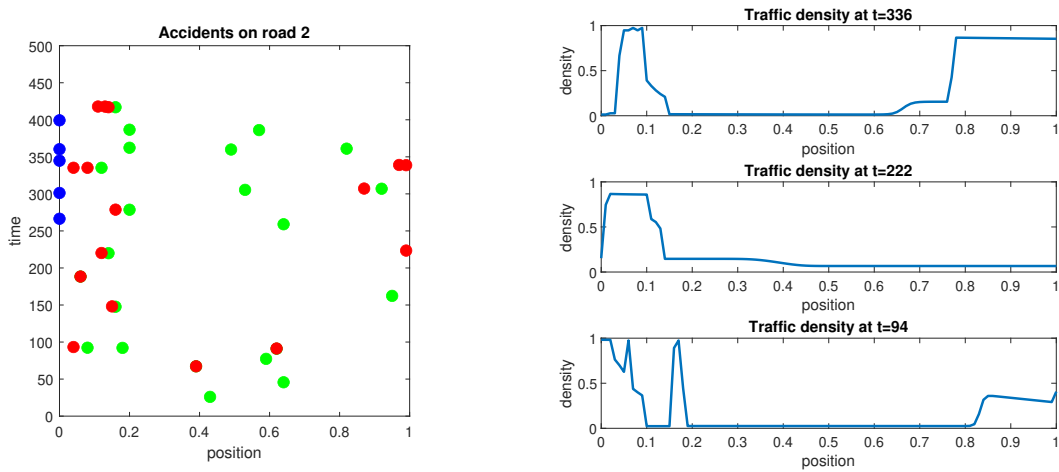 Accidents on road 2
500
450
400
350
300
250
200
150
100
50
0
time
0 0.2 0.4 0.6 0.8 1
position
Traffic density at t=336
1
0.5
0
density
0 0.1 0.2 0.3 0.4 0.5 0.6 0.7 0.8 0.9 1
position
Traffic density at t=222
1
0.5
0
density
0 0.1 0.2 0.3 0.4 0.5 0.6 0.7 0.8 0.9 1
position
Traffic density at t=94
1
0.5
0
density
0 0.1 0.2 0.3 0.4 0.5 0.6 0.7 0.8 0.9 1
position